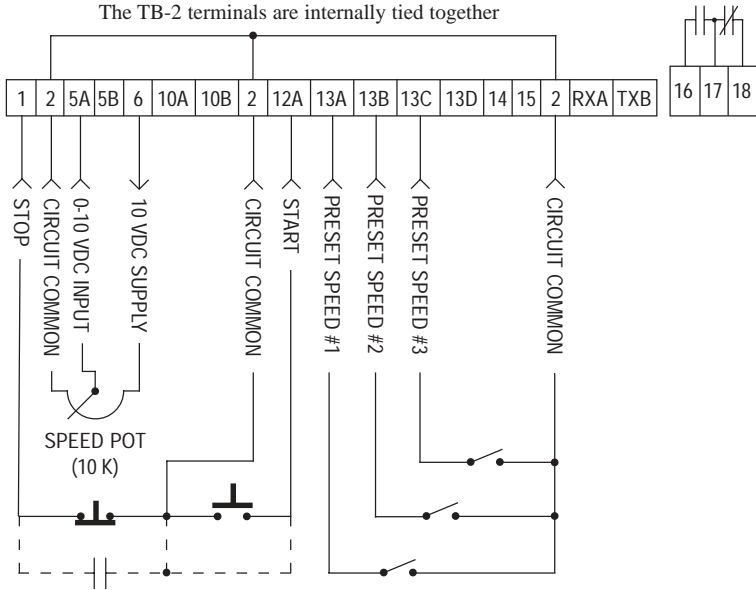 The TB-2 terminals are internally tied together
1 2 5A 5B 6 10A 10B 2 12A 13A 13B 13C 13D 14 15 2 RXA TXB
16 17 18
STOP
CIRCUIT COMMON
0-10 VDC INPUT
10 VDC SUPPLY
CIRCUIT COMMON
START
PRESET SPEED #1
PRESET SPEED #2
PRESET SPEED #3
CIRCUIT COMMON
SPEED POT
(10 K)